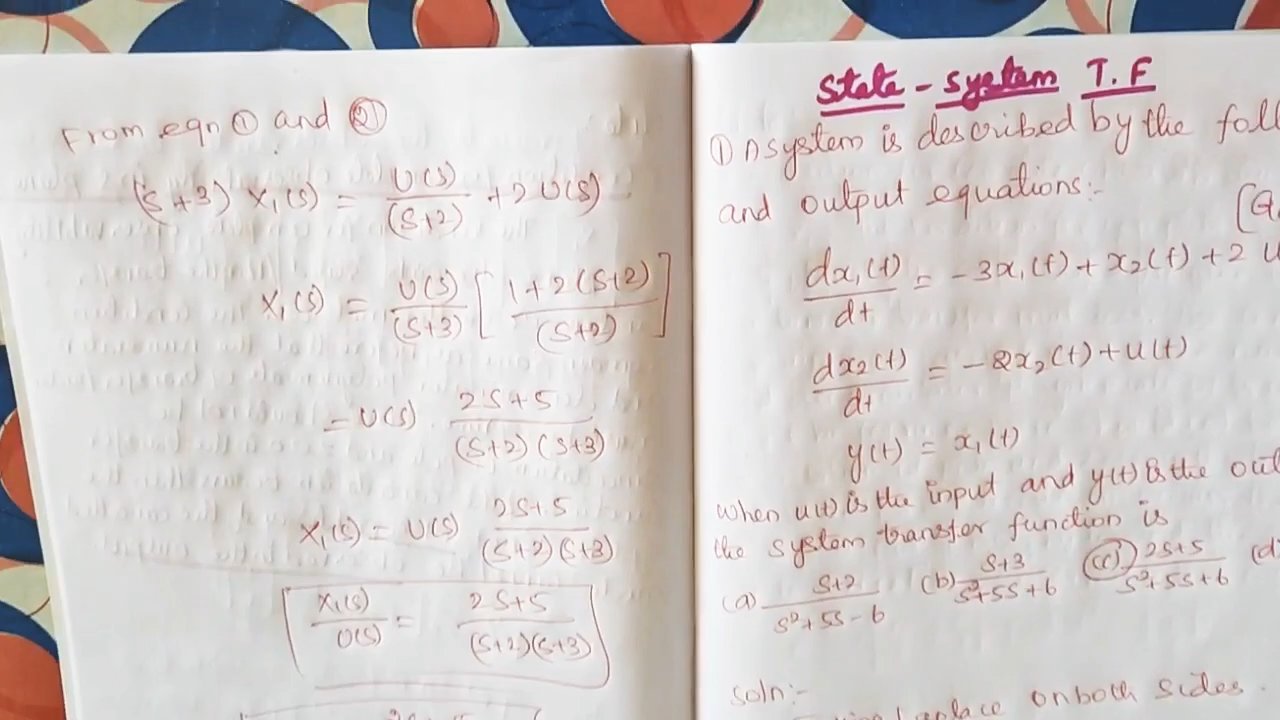 From eqn ① and ②
(s+3) X₁(s) = U(s)/(s+2) + 2U(s)
X₁(s) = U(s)/(s+3) [1+2(s+2)/(s+2)]
= U(s) 2s+5/(s+2)(s+3)
X₁(s) = U(s) 2s+5/(s+2)(s+3)
X₁(s)/U(s) = 2s+5/(s+2)(s+3)
State - system T.F
① A system is described by the
and output equations:-
dx₁(t)/dt = -3x₁(t) + x₂(t) + 2
dx₂(t)/dt = -2x₂(t) + u(t)
y(t) = x₁(t)
When u(t) is the input and y(t) is the
the system transfer function is
(a) s+2/s²+5s-6 (b) s+3/s²+5s+6 (c) 2s+5/s²+5s+6 (d)
Soln:-
on both sides.